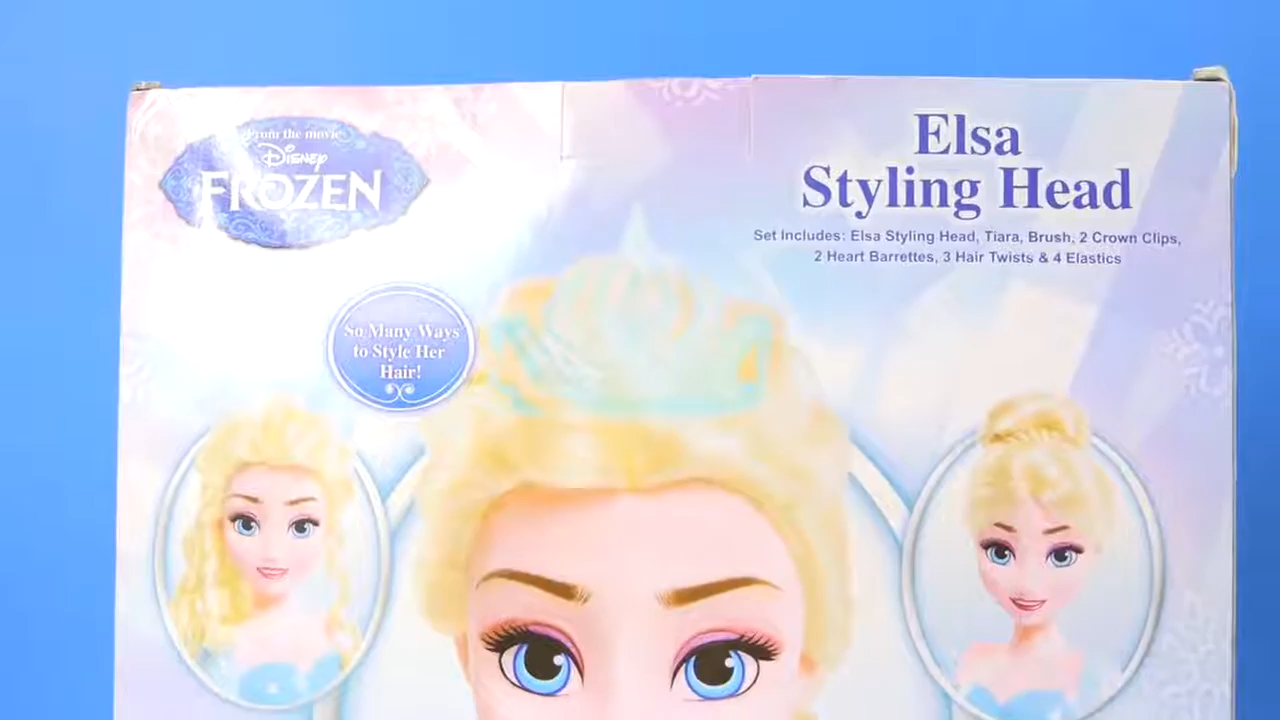 From the movie
Disney
FROZEN
Elsa
Styling Head
Set Includes: Elsa Styling Head, Tiara, Brush, 2 Crown Clips,
2 Heart Barrettes, 3 Hair Twists & 4 Elastics
So Many Ways
to Style Her
Hair!